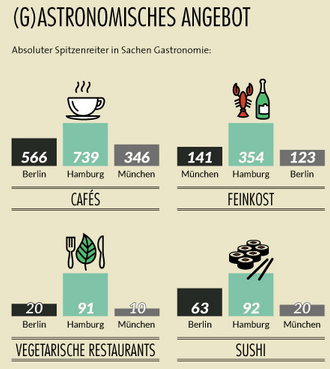 (G)ASTRONOMISCHES ANGEBOT
Absoluter Spitzenreiter in Sachen Gastronomie:
566 739 346
Berlin Hamburg München
CAFÉS
141 354 123
München Hamburg Berlin
FEINKOST
20 91 10
Berlin Hamburg München
VEGETARISCHE RESTAURANTS
63 92 20
Berlin Hamburg München
SUSHI